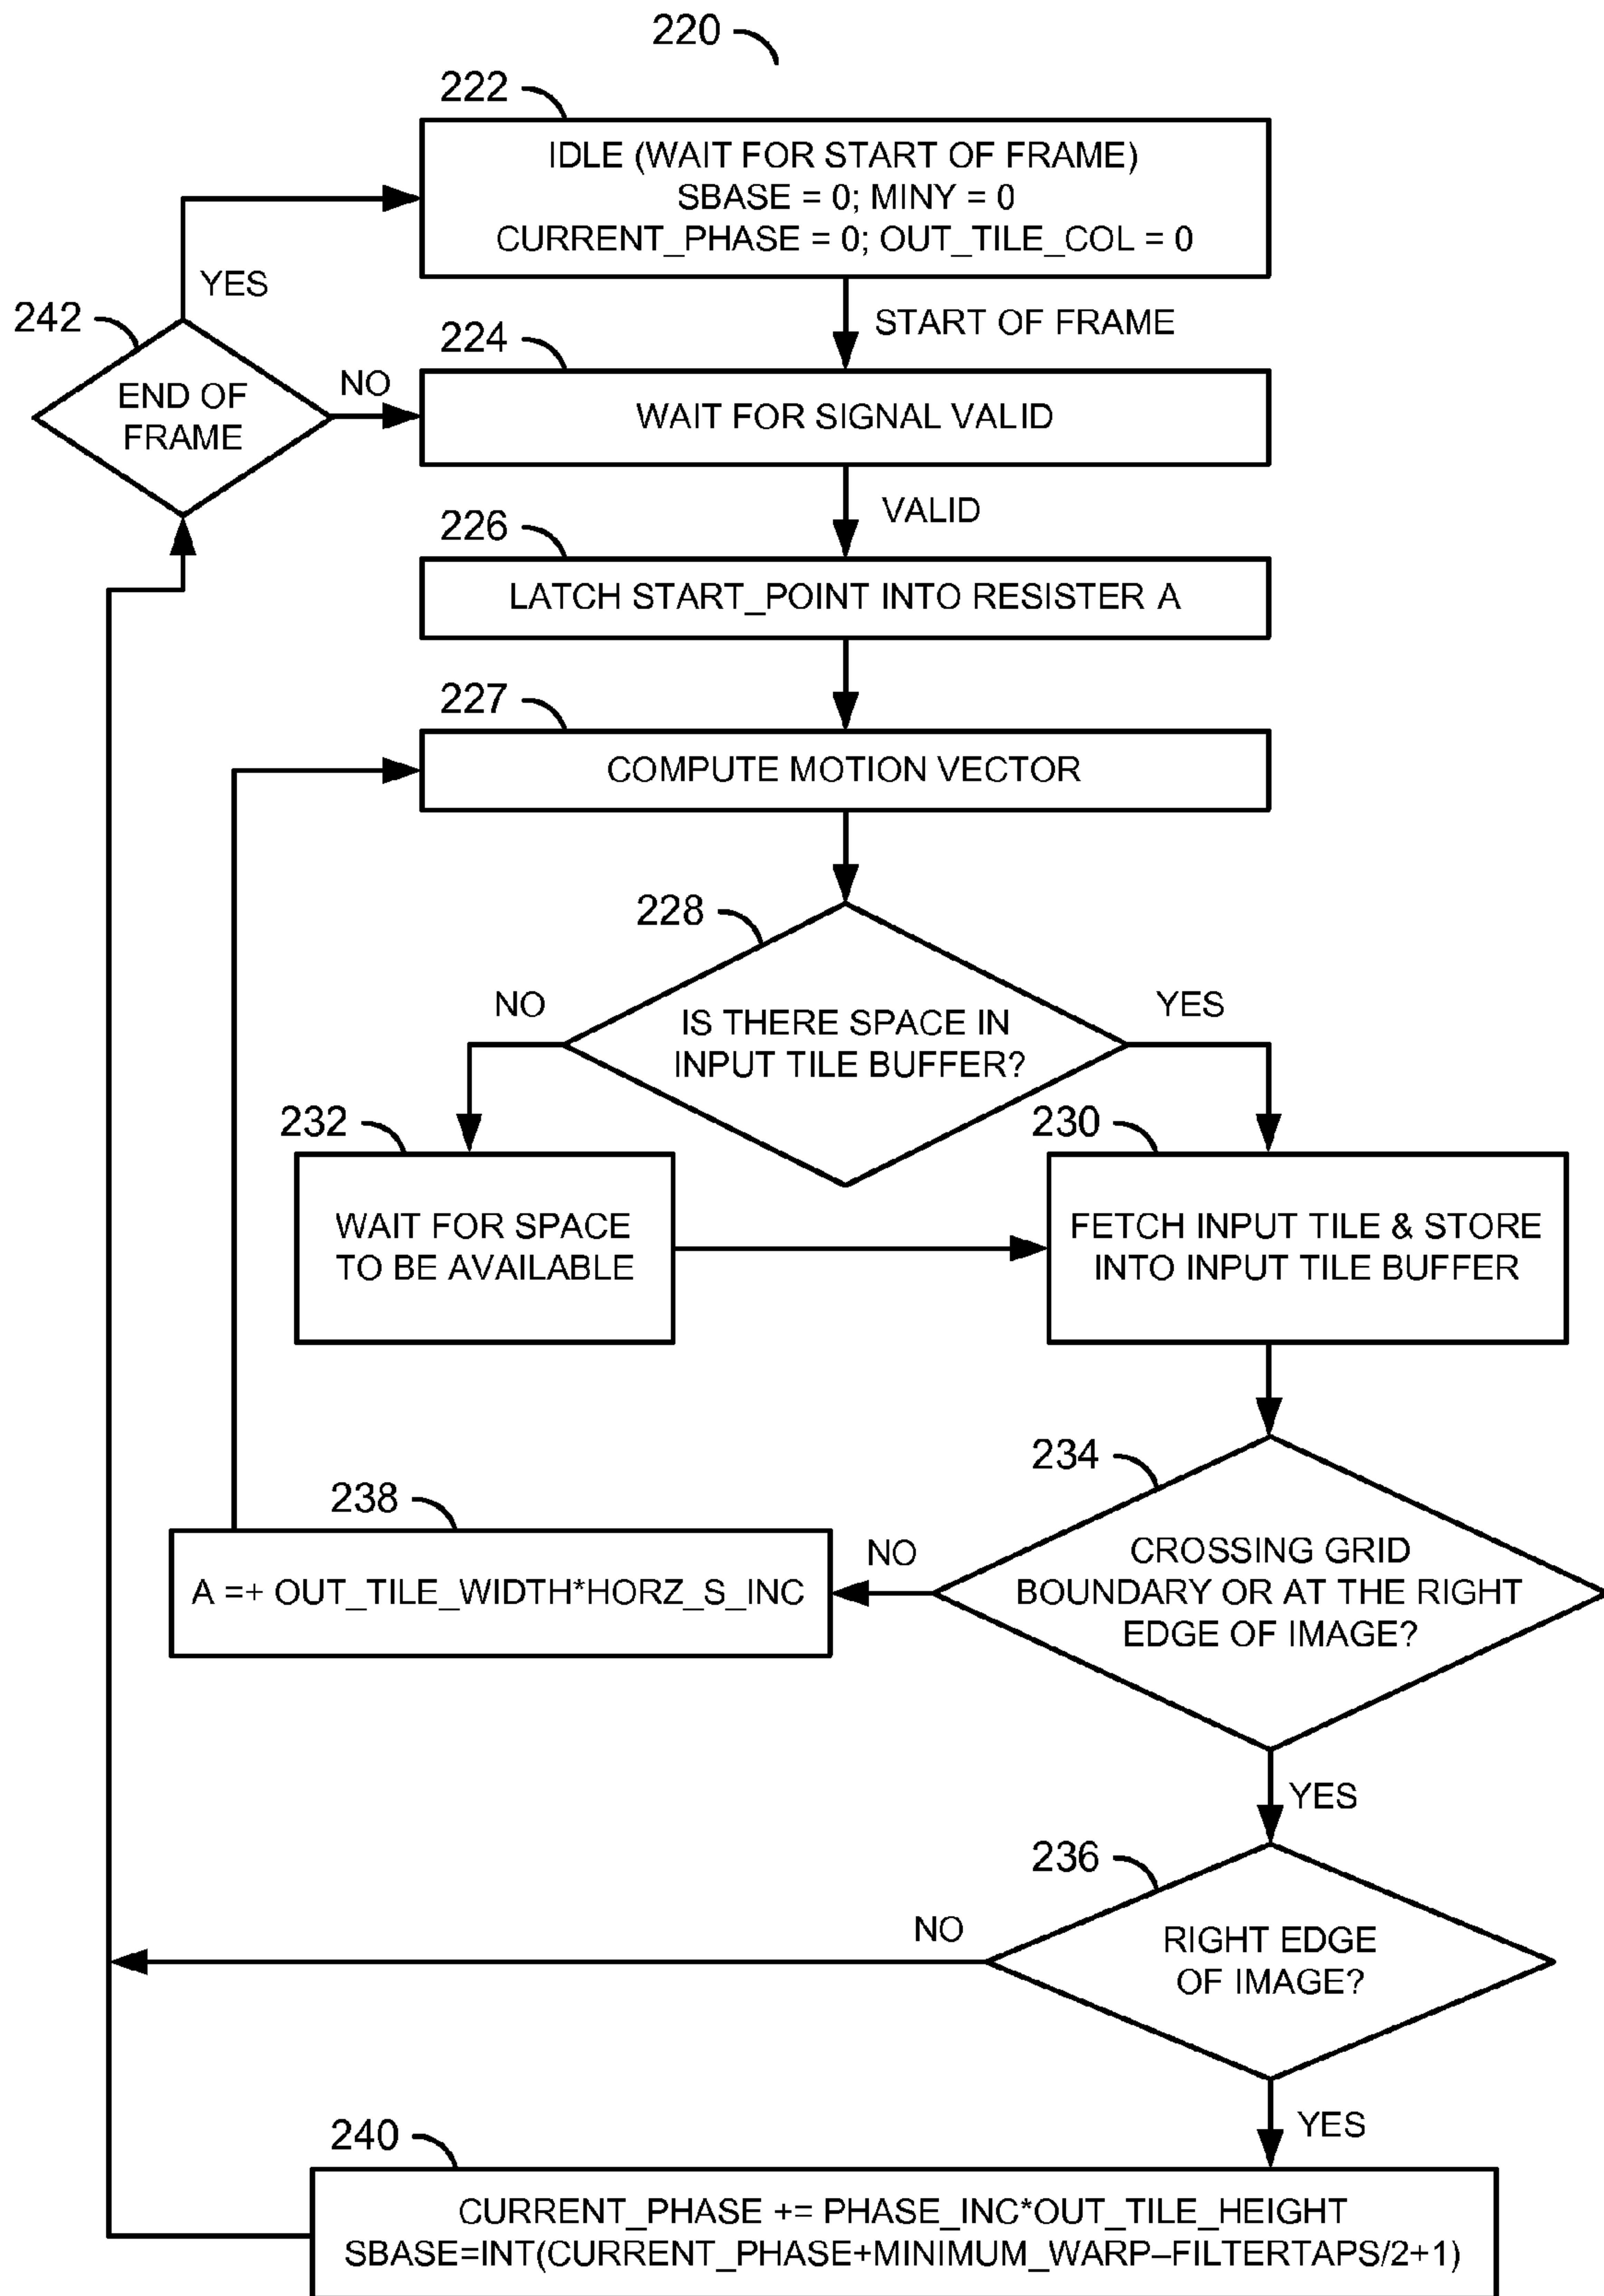 220
222
IDLE (WAIT FOR START OF FRAME)
SBASE = 0; MINY = 0
CURRENT_PHASE = 0; OUT_TILE_COL = 0
YES
242
END OF
FRAME
NO
START OF FRAME
224
WAIT FOR SIGNAL VALID
VALID
226
LATCH START_POINT INTO RESISTER A
227
COMPUTE MOTION VECTOR
228
IS THERE SPACE IN
INPUT TILE BUFFER?
NO
YES
232
WAIT FOR SPACE
TO BE AVAILABLE
230
FETCH INPUT TILE & STORE
INTO INPUT TILE BUFFER
234
CROSSING GRID
BOUNDARY OR AT THE RIGHT
EDGE OF IMAGE?
NO
238
A =+ OUT_TILE_WIDTH*HORZ_S_INC
YES
236
RIGHT EDGE
OF IMAGE?
NO
YES
240
CURRENT_PHASE += PHASE_INC*OUT_TILE_HEIGHT
SBASE=INT(CURRENT_PHASE+MINIMUM_WARP–FILTERTAPS/2+1)